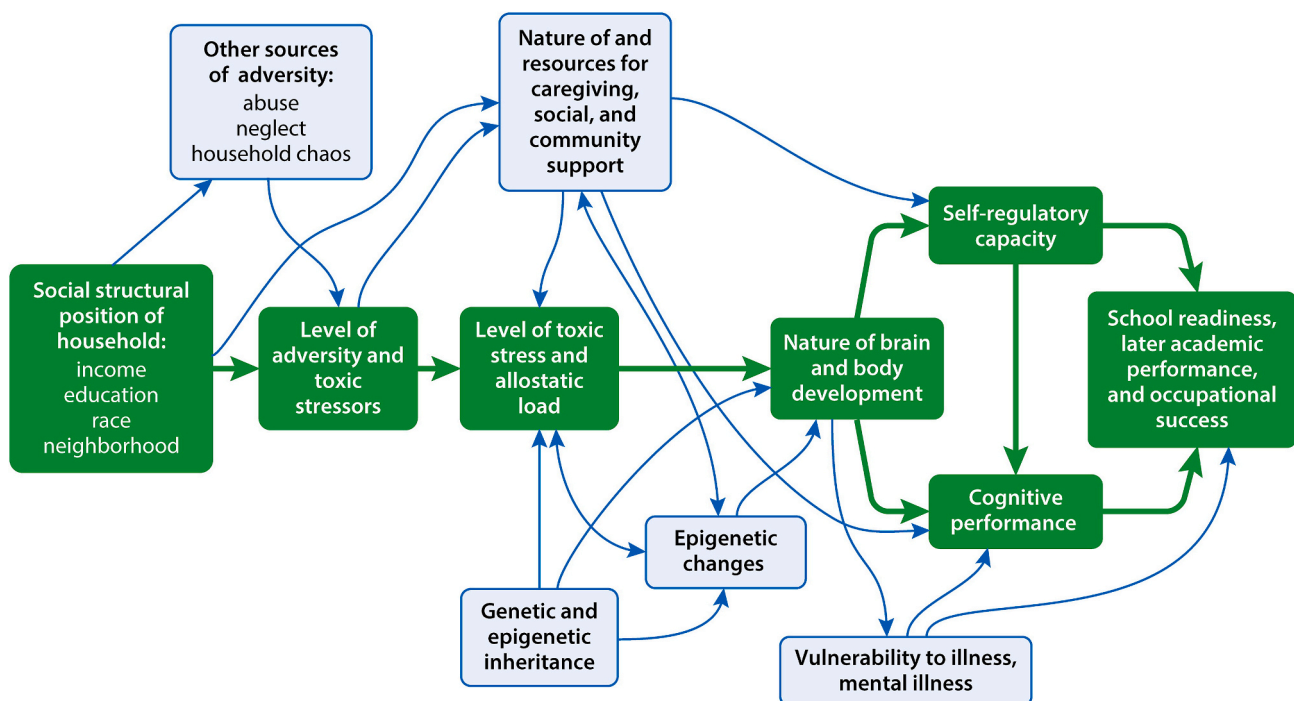 Other sources
of adversity:
abuse
neglect
household chaos
Nature of and
resources for
caregiving,
social, and
community
support
Social structural
position of
household:
income
education
race
neighborhood
Level of
adversity and
toxic
stressors
Level of toxic
stress and
allostatic
load
Nature of brain
and body
development
Self-regulatory
capacity
Cognitive
performance
School readiness,
later academic
performance,
and occupational
success
Epigenetic
changes
Genetic and
epigenetic
inheritance
Vulnerability to illness,
mental illness